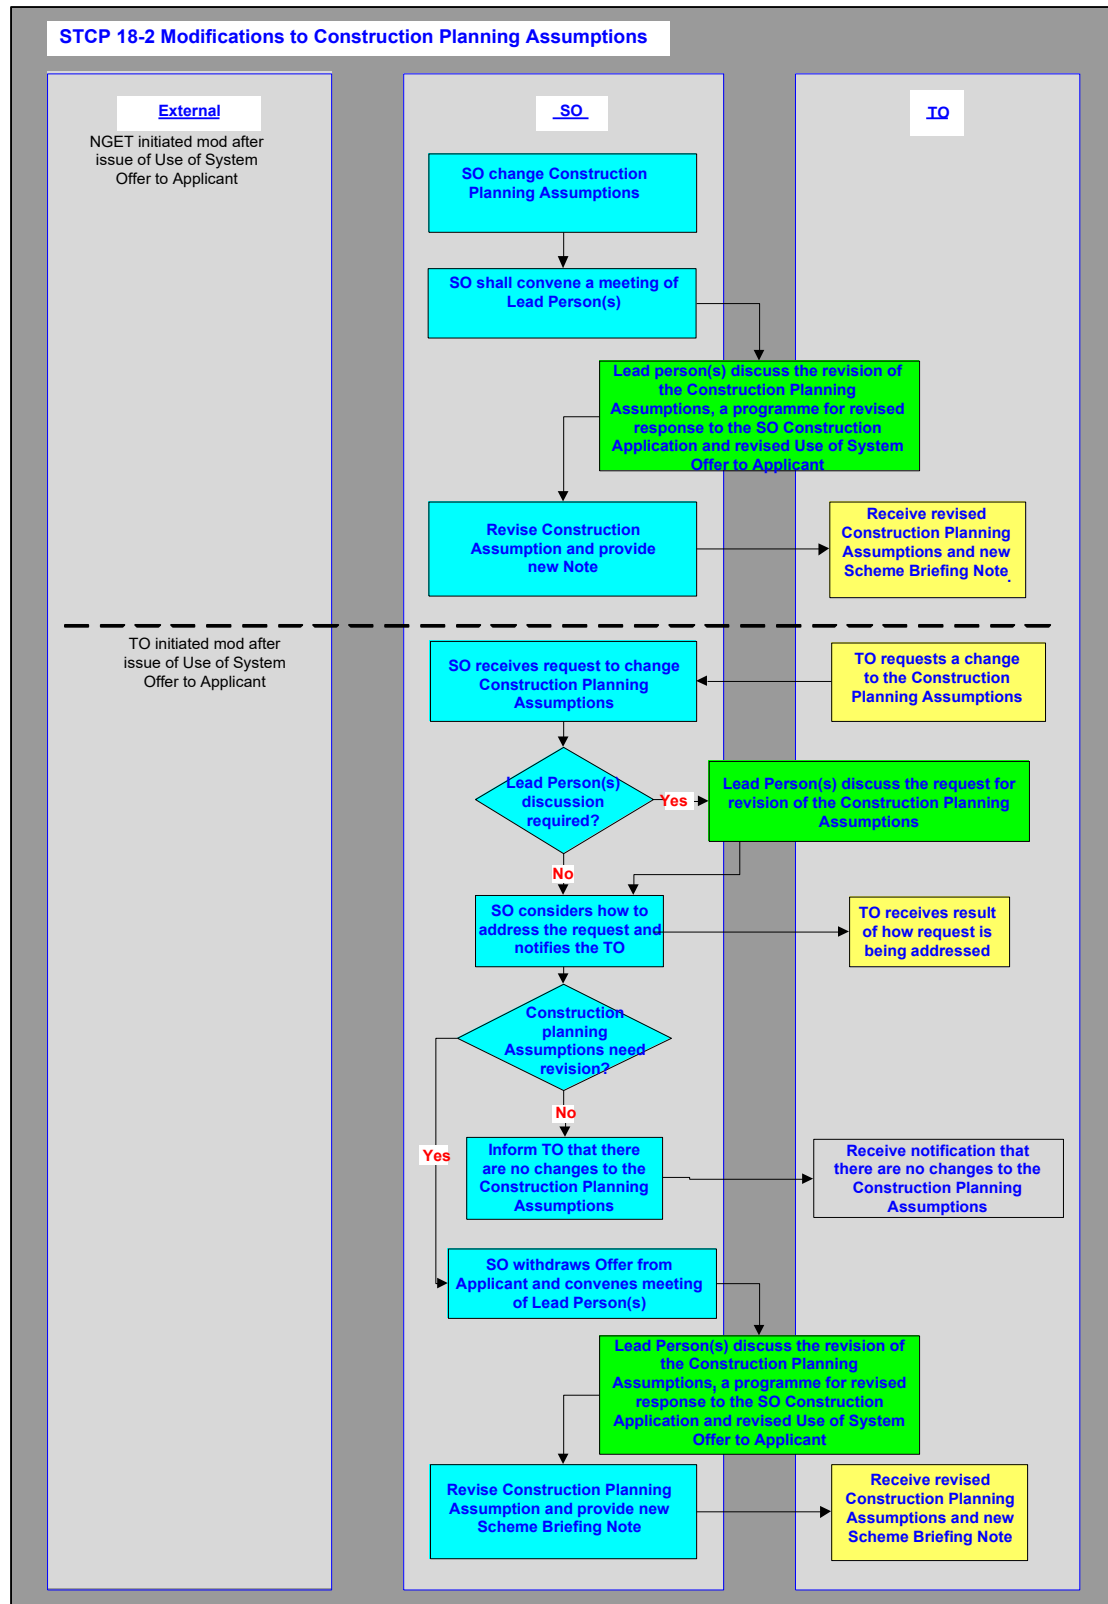 STCP 18-2 Modifications to Construction Planning Assumptions
External
SO
TO
NGET initiated mod after
issue of Use of System
Offer to Applicant
SO change Construction
Planning Assumptions
SO shall convene a meeting of
Lead Person(s)
Lead person(s) discuss the revision of
the Construction Planning
Assumptions, a programme for revised
response to the SO Construction
Application and revised Use of System
Offer to Applicant
Revise Construction
Assumption and provide
new Note
Receive revised
Construction Planning
Assumptions and new
Scheme Briefing Note.
TO initiated mod after
issue of Use of System
Offer to Applicant
SO receives request to change
Construction Planning
Assumptions
TO requests a change
to the Construction
Planning Assumptions
Lead Person(s)
discussion
required?
Yes
Lead Person(s) discuss the request for
revision of the Construction Planning
Assumptions
No
SO considers how to
address the request and
notifies the TO
TO receives result
of how request is
being addressed
Construction
planning
Assumptions need
revision?
No
Yes
Inform TO that there
are no changes to the
Construction Planning
Assumptions
Receive notification that
there are no changes to the
Construction Planning
Assumptions
SO withdraws Offer from
Applicant and convenes meeting
of Lead Person(s)
Lead Person(s) discuss the revision of
the Construction Planning
Assumptions, a programme for revised
response to the SO Construction
Application and revised Use of System
Offer to Applicant
Revise Construction Planning
Assumption and provide new
Scheme Briefing Note
Receive revised
Construction Planning
Assumptions and new
Scheme Briefing Note